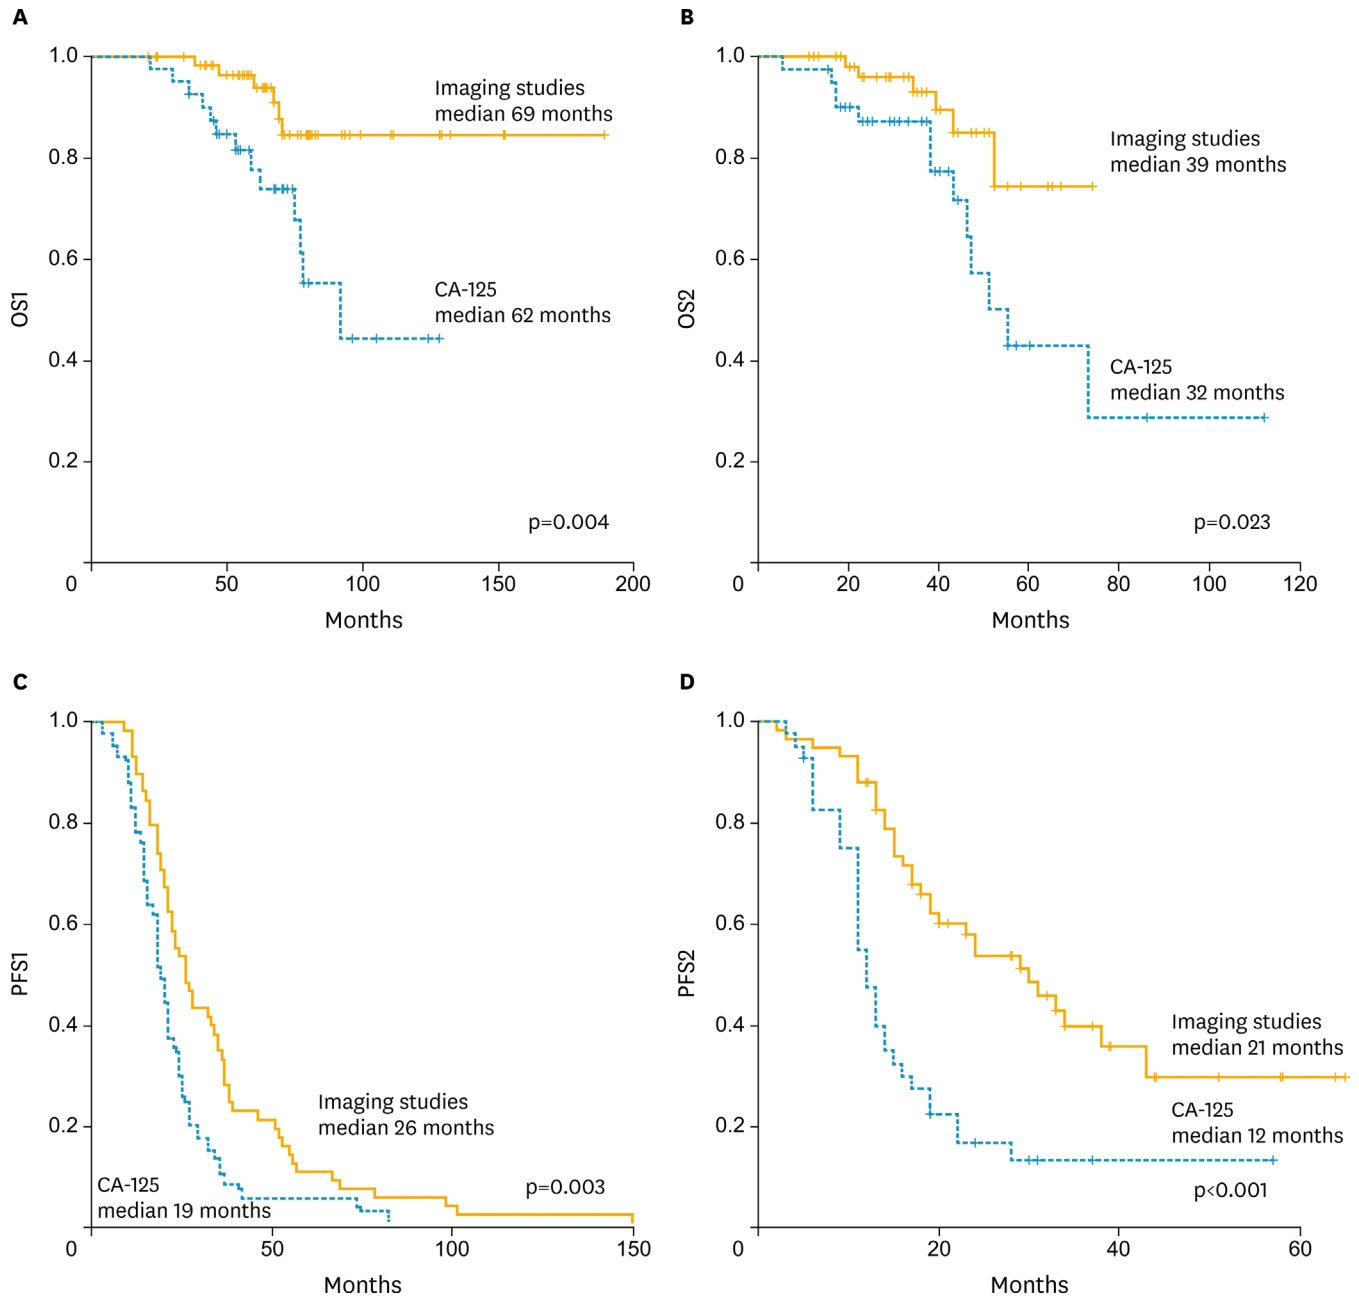 A
1.0
0.8
0.6
0.4
0.2
0
50
100
150
200
OS1
Months
Imaging studies
median 69 months
CA-125
median 62 months
p=0.004
B
1.0
0.8
0.6
0.4
0.2
0
20
40
60
80
100
120
OS2
Months
Imaging studies
median 39 months
CA-125
median 32 months
p=0.023
C
1.0
0.8
0.6
0.4
0.2
0
50
100
150
PFS1
Months
Imaging studies
median 26 months
CA-125
median 19 months
p=0.003
D
1.0
0.8
0.6
0.4
0.2
0
20
40
60
PFS2
Months
Imaging studies
median 21 months
CA-125
median 12 months
p<0.001